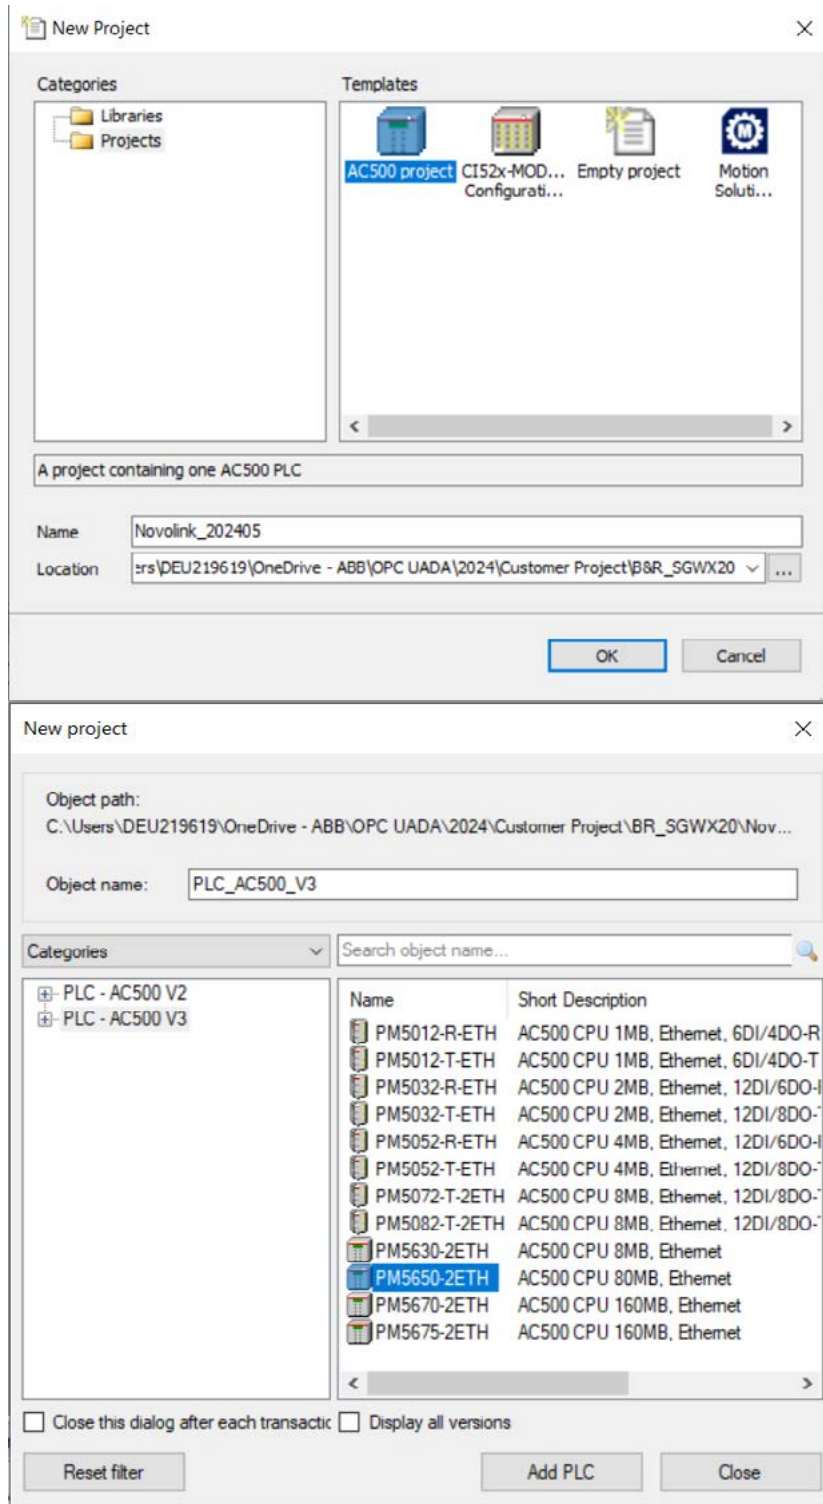 New Project
Categories
Templates
Libraries
Projects
AC500 project
CI52x-MOD...
Configurati...
Empty project
Motion
Soluti...
A project containing one AC500 PLC
Name
Novolink_202405
Location
ers\DEU219619\OneDrive - ABB\OPC UADA\2024\Customer Project\B&R_SGWX20
...
OK
Cancel
New project
Object path:
C:\Users\DEU219619\OneDrive - ABB\OPC UADA\2024\Customer Project\BR_SGWX20\Nov...
Object name:
PLC_AC500_V3
Categories
Search object name...
PLC - AC500 V2
PLC - AC500 V3
Name Short Description
PM5012-R-ETH AC500 CPU 1MB, Ethernet, 6DI/4DO-R
PM5012-T-ETH AC500 CPU 1MB, Ethernet, 6DI/4DO-T
PM5032-R-ETH AC500 CPU 2MB, Ethernet, 12DI/6DO-
PM5032-T-ETH AC500 CPU 2MB, Ethernet, 12DI/8DO-
PM5052-R-ETH AC500 CPU 4MB, Ethernet, 12DI/6DO-
PM5052-T-ETH AC500 CPU 4MB, Ethernet, 12DI/8DO-
PM5072-T-2ETH AC500 CPU 8MB, Ethernet, 12DI/8DO-
PM5082-T-2ETH AC500 CPU 8MB, Ethernet, 12DI/8DO-
PM5630-2ETH AC500 CPU 8MB, Ethernet
PM5650-2ETH AC500 CPU 80MB, Ethernet
PM5670-2ETH AC500 CPU 160MB, Ethernet
PM5675-2ETH AC500 CPU 160MB, Ethernet
Close this dialog after each transactic
Display all versions
Reset filter
Add PLC
Close